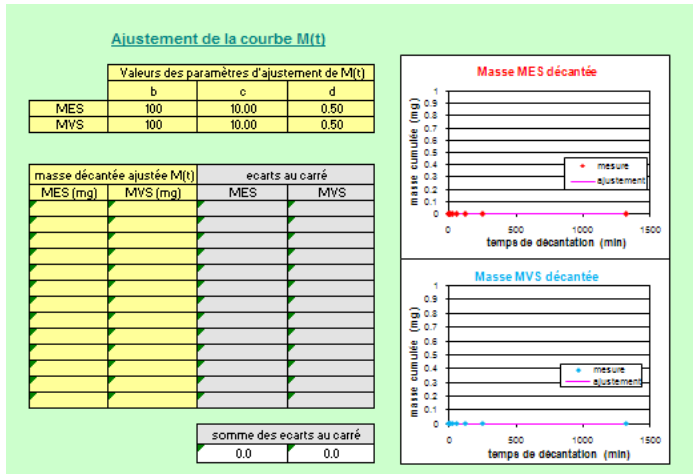 Ajustement de la courbe M(t)
Valeurs des paramètres d'ajustement de M(t)
b c d
MES 100 10.00 0.50
MVS 100 10.00 0.50
masse décantée ajustée M(t) ecarts au carré
MES (mg) MVS (mg) MES MVS
somme des ecarts au carré
0.0 0.0
Masse MES décantée
masse cumulée (mg)
1
0.9
0.8
0.7
0.6
0.5
0.4
0.3
0.2
0.1
0
mesure
ajustement
0 500 1000 1500
temps de décantation (min)
Masse MVS décantée
masse cumulée (mg)
1
0.9
0.8
0.7
0.6
0.5
0.4
0.3
0.2
0.1
0
mesure
ajustement
0 500 1000 1500
temps de décantation (min)